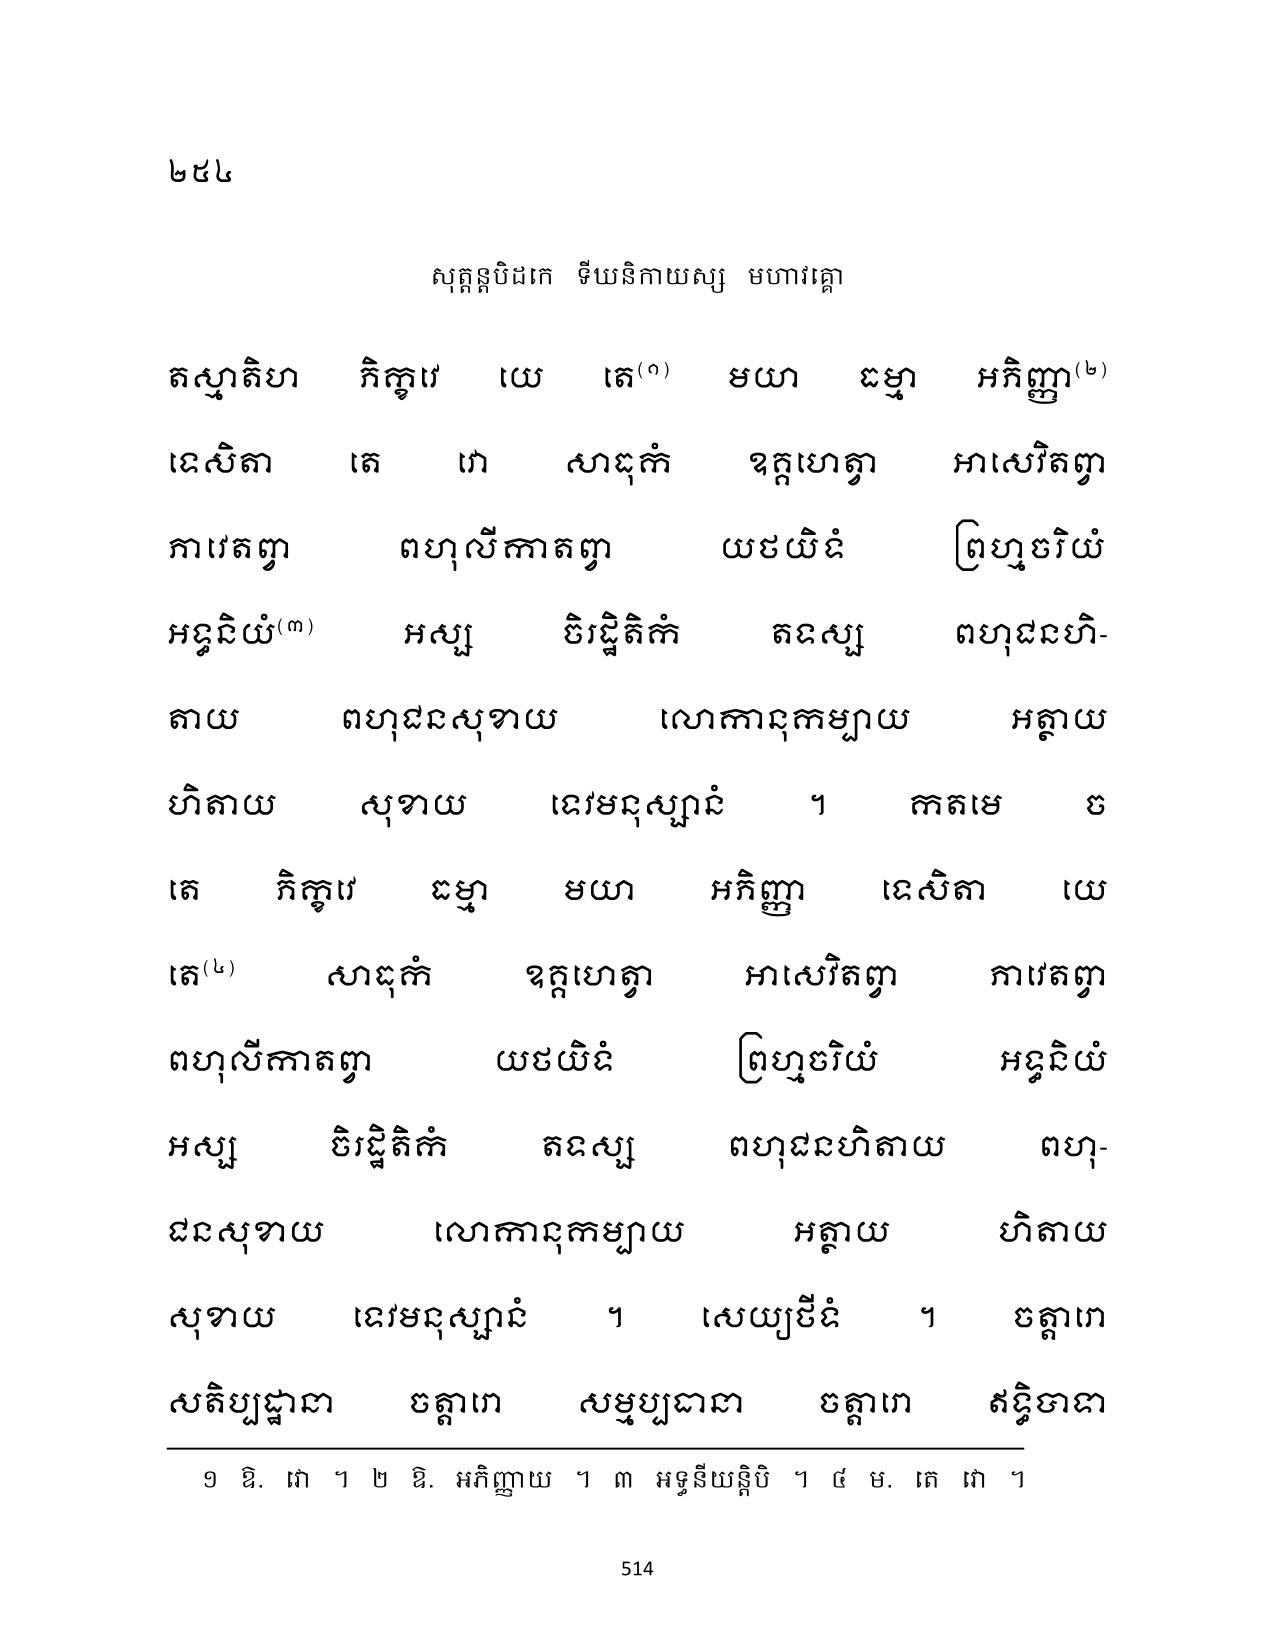 ២៥៤
សុត្តន្តបិដកេ ទីឃនិកាយស្ស មហាវគ្គោ
តស្មាតិហ ភិក្ខវេ យេ តេ(១) មយា ធម្មា អភិញ្ញា(២)
ទេសិតា តេ វោ សាធុកំ ឧគ្គហេត្វា អាសេវិតព្វា
ភាវេតព្វា ពហុលីកាតព្វា យថយិទំ ព្រហ្មចរិយំ
អទ្ធនិយំ(៣) អស្ស ចិរដ្ឋិតិកំ តទស្ស ពហុជនហិ-
តាយ ពហុជនសុខាយ លោកានុកម្បាយ អត្ថាយ
ហិតាយ សុខាយ ទេវមនុស្សានំ ។ កតមេ ច
តេ ភិក្ខវេ ធម្មា មយា អភិញ្ញា ទេសិតា យេ
តេ(៤) សាធុកំ ឧគ្គហេត្វា អាសេវិតព្វា ភាវេតព្វា
ពហុលីកាតព្វា យថយិទំ ព្រហ្មចរិយំ អទ្ធនិយំ
អស្ស ចិរដ្ឋិតិកំ តទស្ស ពហុជនហិតាយ ពហុ-
ជនសុខាយ លោកានុកម្បាយ អត្ថាយ ហិតាយ
សុខាយ ទេវមនុស្សានំ ។ សេយ្យថីទំ ។ ចត្តារោ
សតិប្បដ្ឋានា ចត្តារោ សម្មប្បធានា ចត្តារោ ឥទ្ធិបាទា
១ ឱ. វោ ។ ២ ឱ. អភិញ្ញាយ ។ ៣ អទ្ធនីយន្តិបិ ។ ៤ ម. តេ វោ ។
514